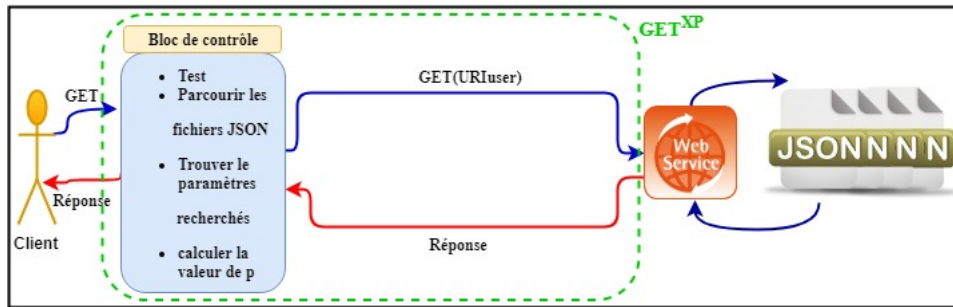 GET^XP
Bloc de contrôle
• Test
• Parcourir les
fichiers JSON
• Trouver le
paramètres
recherchés
• calculer la
valeur de p
GET
Réponse
Client
GET(URIuser)
Réponse
Web
Service
JSON N N N